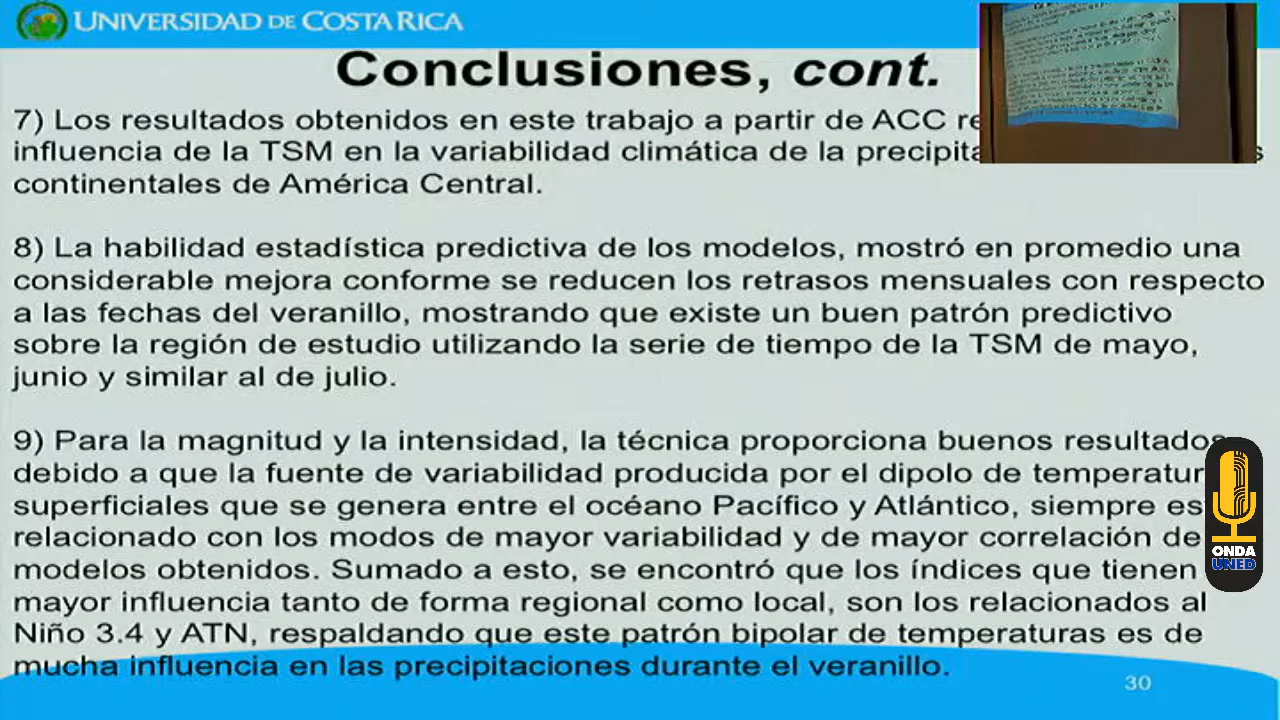 UNIVERSIDAD DE COSTA RICA
Conclusiones, cont.
7) Los resultados obtenidos en este trabajo a partir de ACC
influencia de la TSM en la variabilidad climática de la
continentales de América Central.
8) La habilidad estadística predictiva de los modelos, mostró en promedio una
considerable mejora conforme se reducen los retrasos mensuales con respecto
a las fechas del veranillo, mostrando que existe un buen patrón predictivo
sobre la región de estudio utilizando la serie de tiempo de la TSM de mayo,
junio y similar al de julio.
9) Para la magnitud y la intensidad, la técnica proporciona buenos resultados
debido a que la fuente de variabilidad producida por el dipolo de
superficiales que se genera entre el océano Pacífico y Atlántico, siempre
relacionado con los modos de mayor variabilidad y de mayor correlación de
modelos obtenidos. Sumado a esto, se encontró que los índices que tienen
mayor influencia tanto de forma regional como local, son los relacionados al
Niño 3.4 y ATN, respaldando que este patrón bipolar de temperaturas es de
mucha influencia en las precipitaciones durante el veranillo.
30
ONDA
UNED